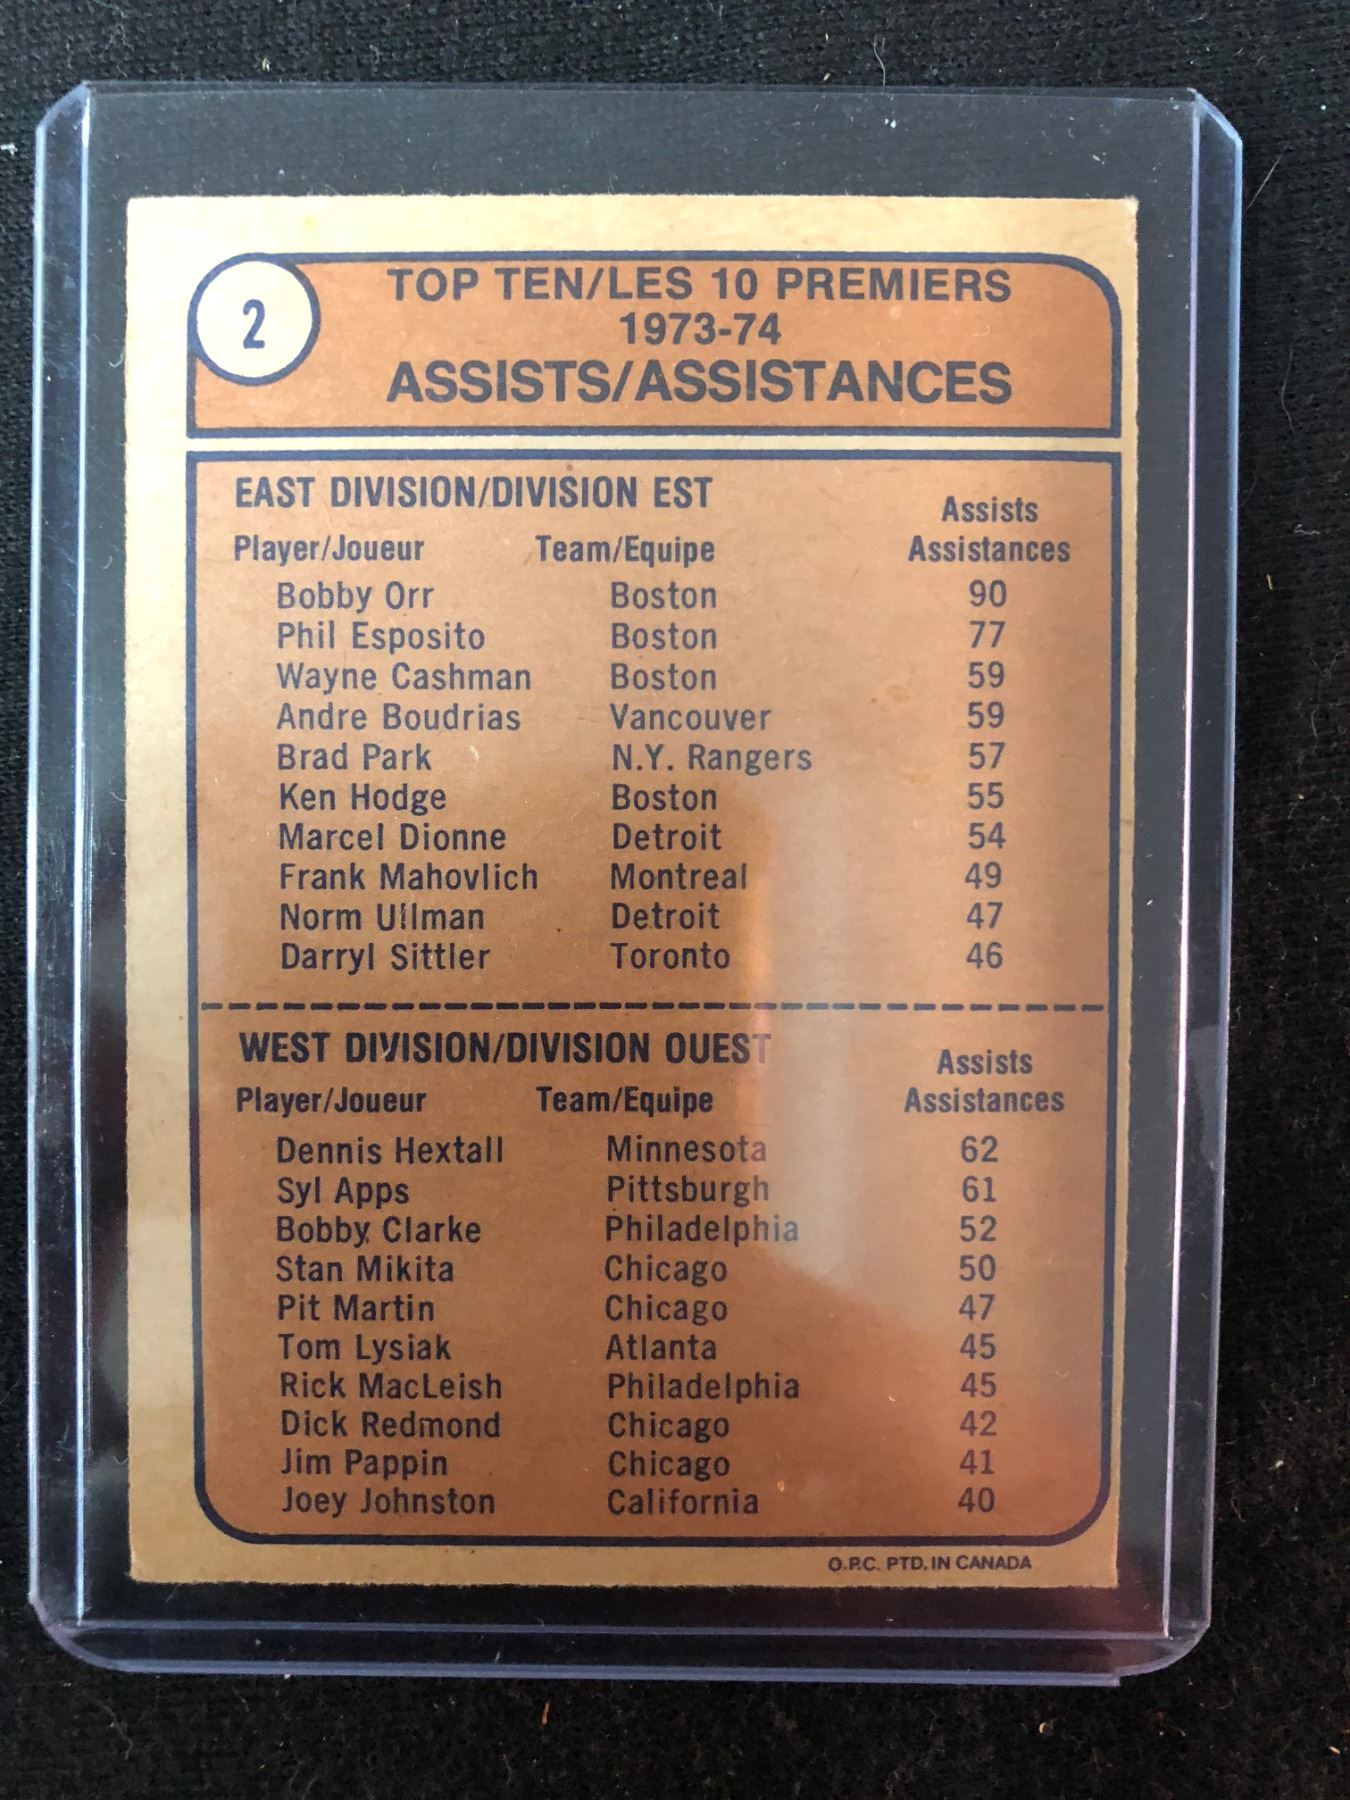 2
TOP TEN/LES 10 PREMIERS
1973-74
ASSISTS/ASSISTANCES
EAST DIVISION/DIVISION EST
Assists
Player/Joueur Team/Equipe Assistances
Bobby Orr Boston 90
Phil Esposito Boston 77
Wayne Cashman Boston 59
Andre Boudrias Vancouver 59
Brad Park N.Y. Rangers 57
Ken Hodge Boston 55
Marcel Dionne Detroit 54
Frank Mahovlich Montreal 49
Norm Ullman Detroit 47
Darryl Sittler Toronto 46
WEST DIVISION/DIVISION OUEST
Assists
Player/Joueur Team/Equipe Assistances
Dennis Hextall Minnesota 62
Syl Apps Pittsburgh 61
Bobby Clarke Philadelphia 52
Stan Mikita Chicago 50
Pit Martin Chicago 47
Tom Lysiak Atlanta 45
Rick MacLeish Philadelphia 45
Dick Redmond Chicago 42
Jim Pappin Chicago 41
Joey Johnston California 40
O.P.C. PTD. IN CANADA